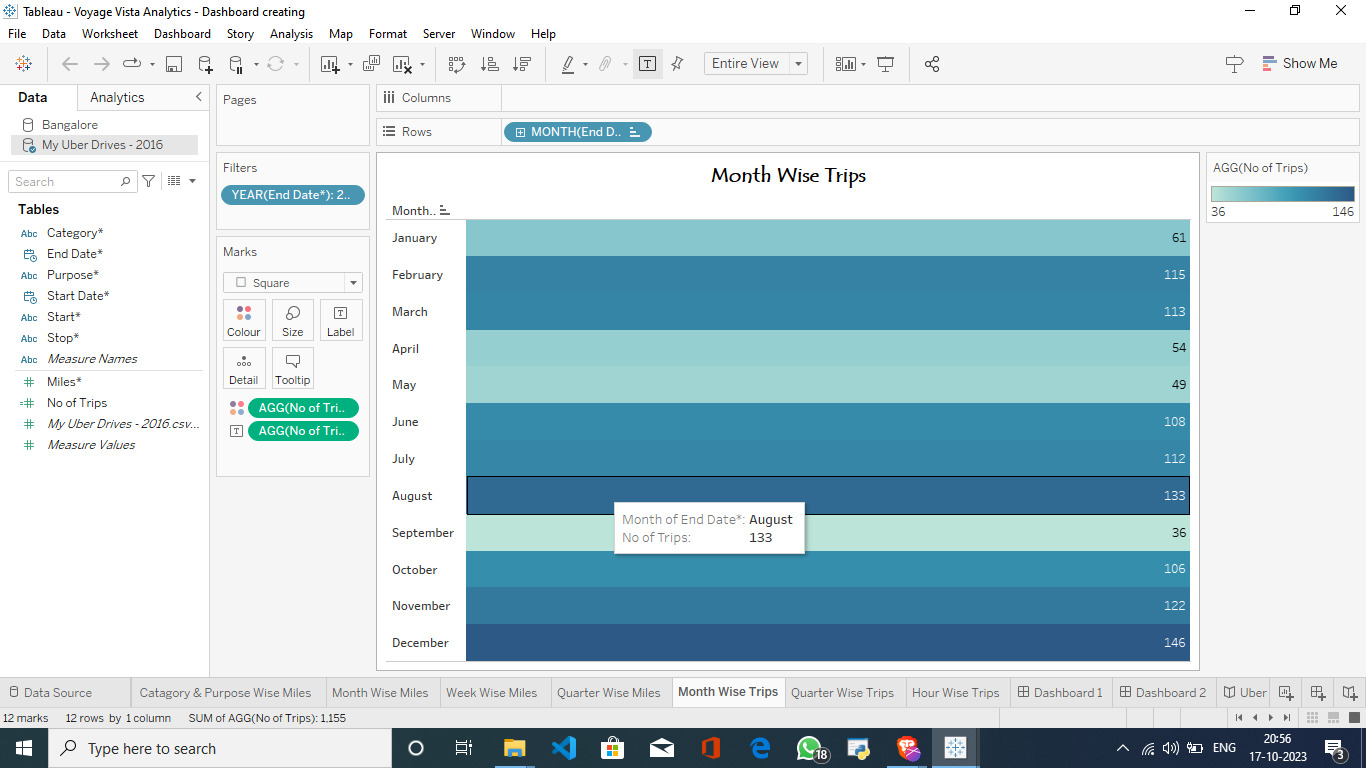 Tableau - Voyage Vista Analytics - Dashboard creating
File Data Worksheet Dashboard Story Analysis Map Format Server Window Help
Entire View
Show Me
Data Analytics
Bangalore
My Uber Drives - 2016
Search
Tables
Abc Category*
End Date*
Abc Purpose*
Start Date*
Abc Start*
Abc Stop*
Abc Measure Names
# Miles*
=# No of Trips
# My Uber Drives - 2016.csv...
# Measure Values
Pages
Filters
YEAR(End Date*): 2..
Marks
Square
Colour Size Label
Detail Tooltip
AGG(No of Tri..
AGG(No of Tri..
Columns
Rows MONTH(End D..
Month Wise Trips
Month..
January 61
February 115
March 113
April 54
May 49
June 108
July 112
August 133
Month of End Date*: August
No of Trips: 133
September 36
October 106
November 122
December 146
AGG(No of Trips)
36 146
Data Source Catagory & Purpose Wise Miles Month Wise Miles Week Wise Miles Quarter Wise Miles Month Wise Trips Quarter Wise Trips Hour Wise Trips Dashboard 1 Dashboard 2 Uber
12 marks 12 rows by 1 column SUM of AGG(No of Trips): 1,155
Type here to search
18
ENG
20:56
17-10-2023
3